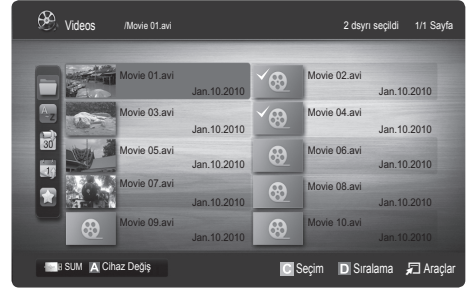 Videos /Movie 01.avi 2 dsyrı seçildi 1/1 Sayfa
Movie 01.avi Movie 02.avi
Jan.10.2010 Jan.10.2010
Movie 03.avi Movie 04.avi
Jan.10.2010 Jan.10.2010
Movie 05.avi Movie 06.avi
Jan.10.2010 Jan.10.2010
Movie 07.avi Movie 08.avi
Jan.10.2010 Jan.10.2010
Movie 09.avi Movie 10.avi
Jan.10.2010 Jan.10.2010
A Z
30
1
SUM A Cihaz Değiş C Seçim D Sıralama Araçlar